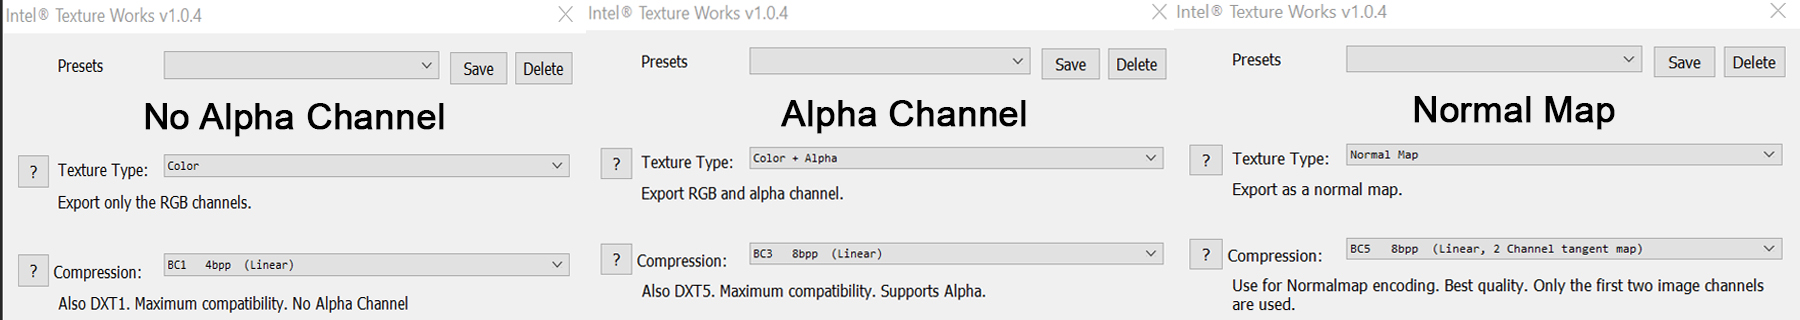 Intel® Texture Works v1.0.4
Presets
Save
Delete
No Alpha Channel
?
Texture Type:
Color
Export only the RGB channels.
?
Compression:
BC1 4bpp (Linear)
Also DXT1. Maximum compatibility. No Alpha Channel
Intel® Texture Works v1.0.4
Presets
Save
Delete
Alpha Channel
?
Texture Type:
Color + Alpha
Export RGB and alpha channel.
?
Compression:
BC3 8bpp (Linear)
Also DXT5. Maximum compatibility. Supports Alpha.
Intel® Texture Works v1.0.4
Presets
Save
Delete
Normal Map
?
Texture Type:
Normal Map
Export as a normal map.
?
Compression:
BC5 8bpp (Linear, 2 Channel tangent map)
Use for Normalmap encoding. Best quality. Only the first two image channels
are used.